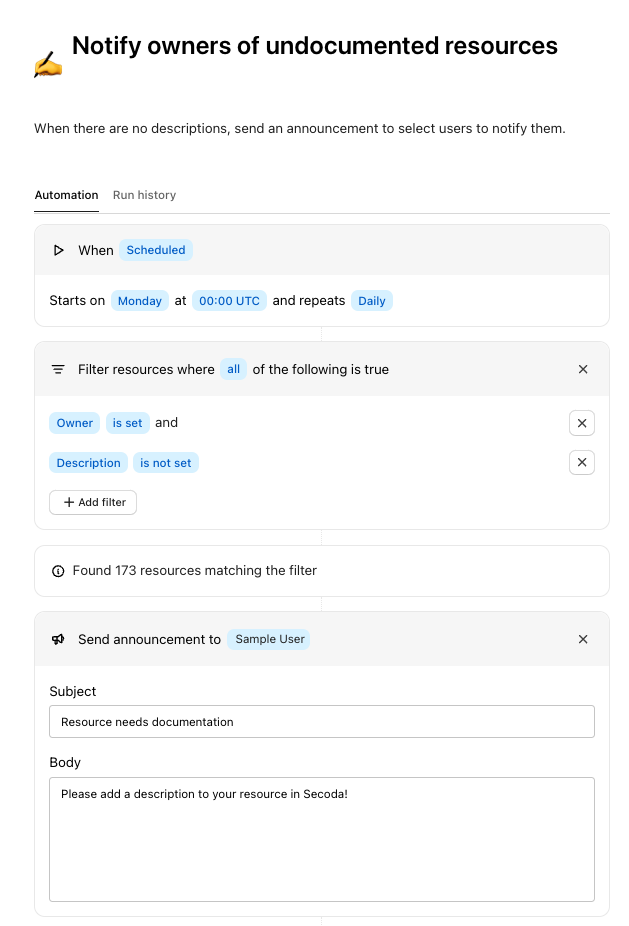 Notify owners of undocumented resources
When there are no descriptions, send an announcement to select users to notify them.
Automation Run history
When Scheduled
Starts on Monday at 00:00 UTC and repeats Daily
Filter resources where all of the following is true
Owner is set and
Description is not set
Add filter
Found 173 resources matching the filter
Send announcement to Sample User
Subject
Resource needs documentation
Body
Please add a description to your resource in Secoda!